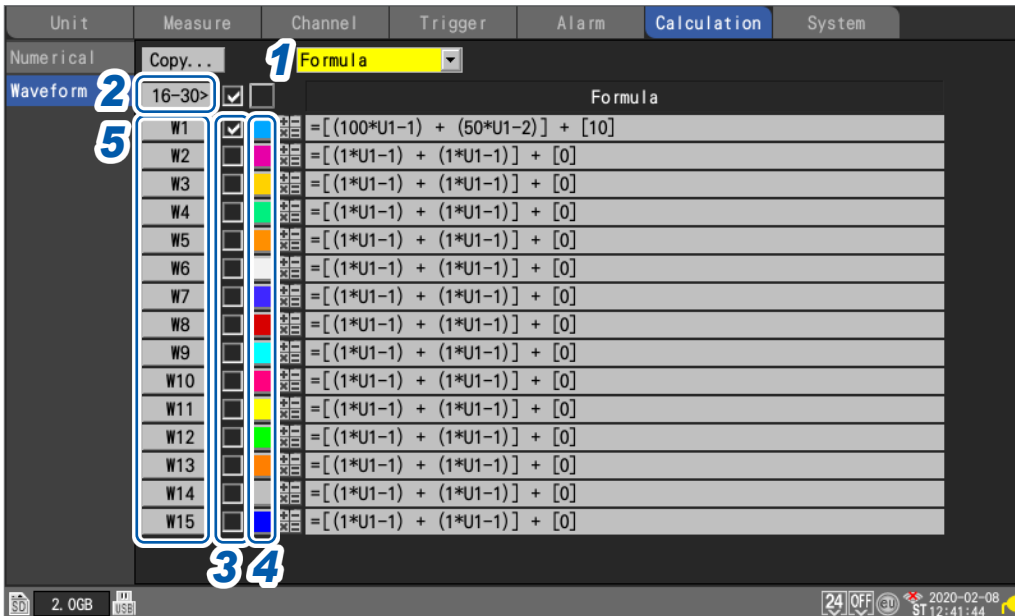 Unit Measure Channel Trigger Alarm Calculation System
Numerical Copy... 1 Formula
Waveform 2 16-30> Formula
5 W1 =[(100*U1-1) + (50*U1-2)] + [10]
W2 =[(1*U1-1) + (1*U1-1)] + [0]
W3 =[(1*U1-1) + (1*U1-1)] + [0]
W4 =[(1*U1-1) + (1*U1-1)] + [0]
W5 =[(1*U1-1) + (1*U1-1)] + [0]
W6 =[(1*U1-1) + (1*U1-1)] + [0]
W7 =[(1*U1-1) + (1*U1-1)] + [0]
W8 =[(1*U1-1) + (1*U1-1)] + [0]
W9 =[(1*U1-1) + (1*U1-1)] + [0]
W10 =[(1*U1-1) + (1*U1-1)] + [0]
W11 =[(1*U1-1) + (1*U1-1)] + [0]
W12 =[(1*U1-1) + (1*U1-1)] + [0]
W13 =[(1*U1-1) + (1*U1-1)] + [0]
W14 =[(1*U1-1) + (1*U1-1)] + [0]
W15 =[(1*U1-1) + (1*U1-1)] + [0]
3 4
SD 2.0GB USB 24 OFF eu 2020-02-08
ST 12:41:44